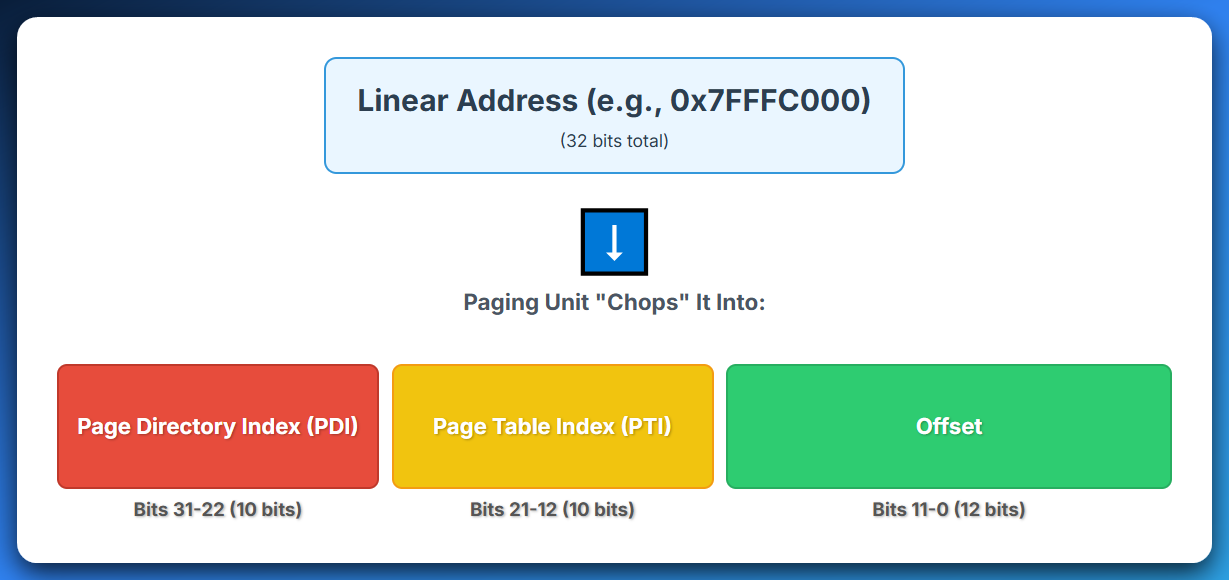 Linear Address (e.g., 0x7FFFC000)
(32 bits total)
↓
Paging Unit "Chops" It Into:
Page Directory Index (PDI)
Page Table Index (PTI)
Offset
Bits 31-22 (10 bits)
Bits 21-12 (10 bits)
Bits 11-0 (12 bits)